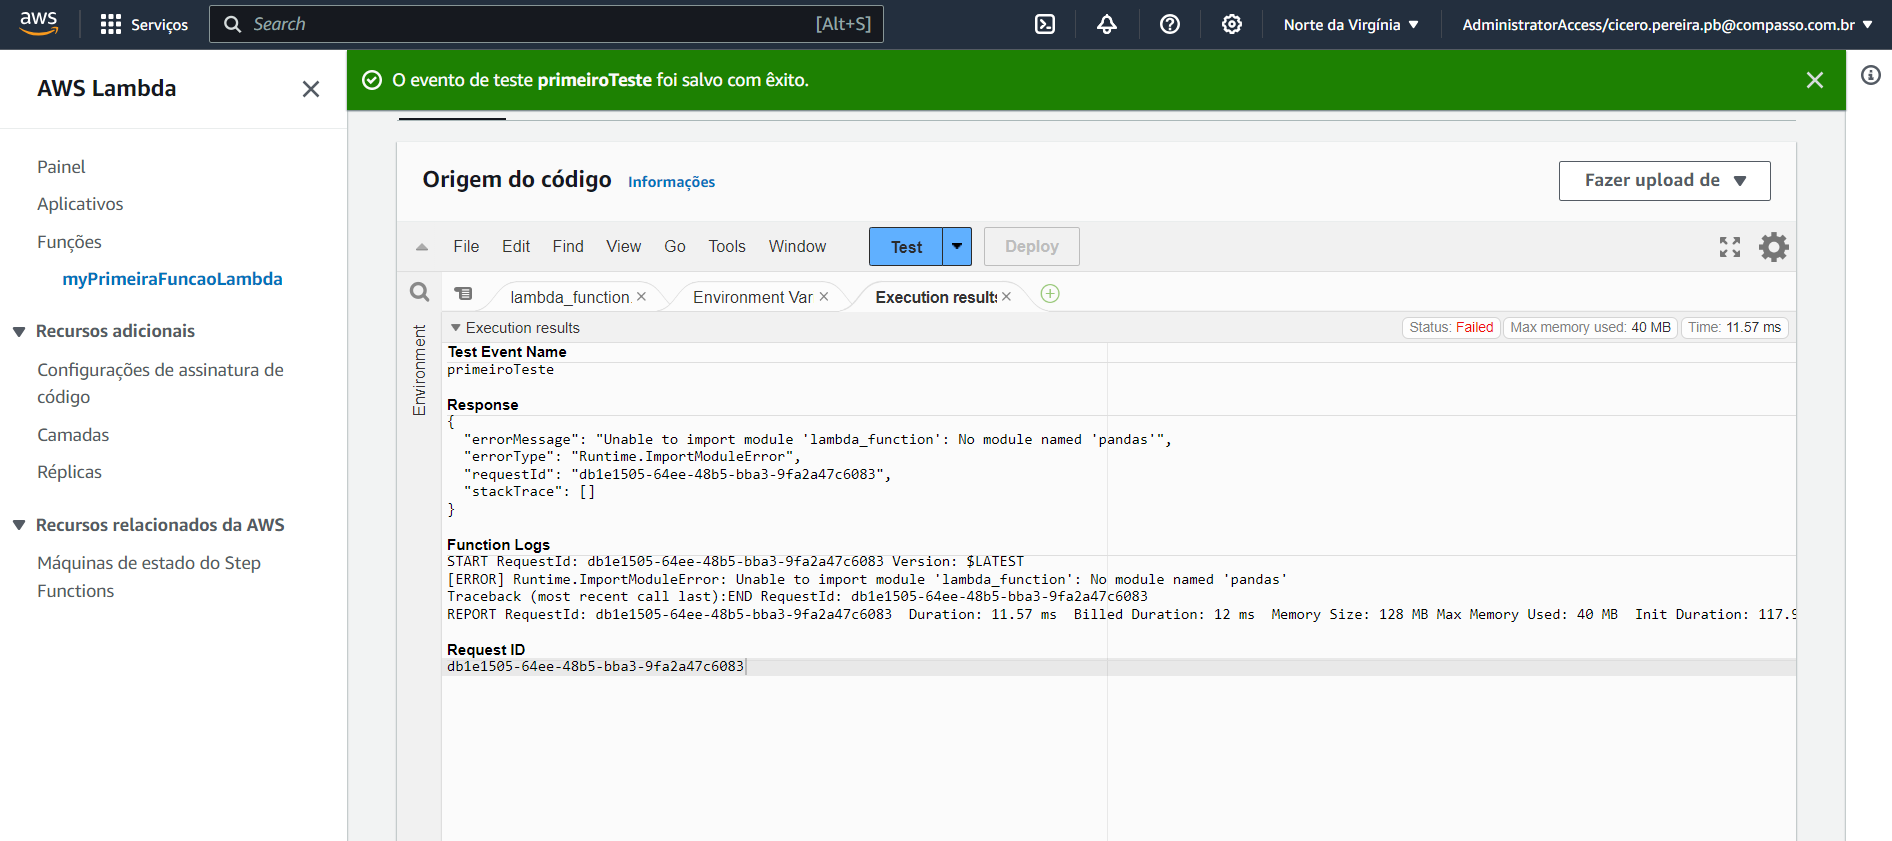 aws
Serviços
Search
[Alt+S]
Norte da Virgínia
AdministratorAccess/cicero.pereira.pb@compasso.com.br
AWS Lambda
O evento de teste primeiroTeste foi salvo com êxito.
Painel
Aplicativos
Funções
myPrimeiraFuncaoLambda
Recursos adicionais
Configurações de assinatura de
código
Camadas
Réplicas
Recursos relacionados da AWS
Máquinas de estado do Step
Functions
Origem do código
Informações
Fazer upload de
File Edit Find View Go Tools Window
Test
Deploy
lambda_function.
Environment Var
Execution results
Environment
Execution results
Status: Failed
Max memory used: 40 MB
Time: 11.57 ms
Test Event Name
primeiroTeste
Response
{
"errorMessage": "Unable to import module 'lambda_function': No module named 'pandas'",
"errorType": "Runtime.ImportModuleError",
"requestId": "db1e1505-64ee-48b5-bba3-9fa2a47c6083",
"stackTrace": []
}
Function Logs
START RequestId: db1e1505-64ee-48b5-bba3-9fa2a47c6083 Version: $LATEST
[ERROR] Runtime.ImportModuleError: Unable to import module 'lambda_function': No module named 'pandas'
Traceback (most recent call last):END RequestId: db1e1505-64ee-48b5-bba3-9fa2a47c6083
REPORT RequestId: db1e1505-64ee-48b5-bba3-9fa2a47c6083 Duration: 11.57 ms Billed Duration: 12 ms Memory Size: 128 MB Max Memory Used: 40 MB Init Duration: 117.9
Request ID
db1e1505-64ee-48b5-bba3-9fa2a47c6083